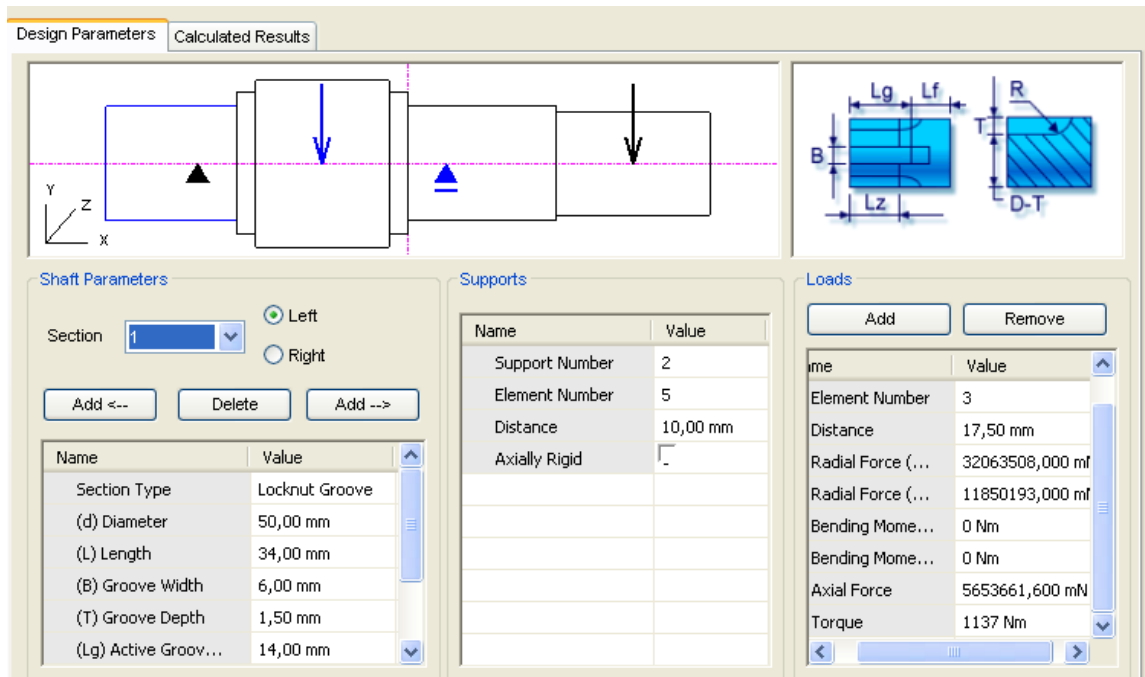 Design Parameters Calculated Results
Lg Lf R
T
B
Lz D-T
Y
Z
X
Shaft Parameters
Section 1 Left
Right
Add <-- Delete Add -->
Name Value
Section Type Locknut Groove
(d) Diameter 50,00 mm
(L) Length 34,00 mm
(B) Groove Width 6,00 mm
(T) Groove Depth 1,50 mm
(Lg) Active Groov... 14,00 mm
Supports
Name Value
Support Number 2
Element Number 5
Distance 10,00 mm
Axially Rigid
Loads
Add Remove
me Value
Element Number 3
Distance 17,50 mm
Radial Force (... 32063508,000 m
Radial Force (... 11850193,000 m
Bending Mome... 0 Nm
Bending Mome... 0 Nm
Axial Force 5653661,600 mN
Torque 1137 Nm